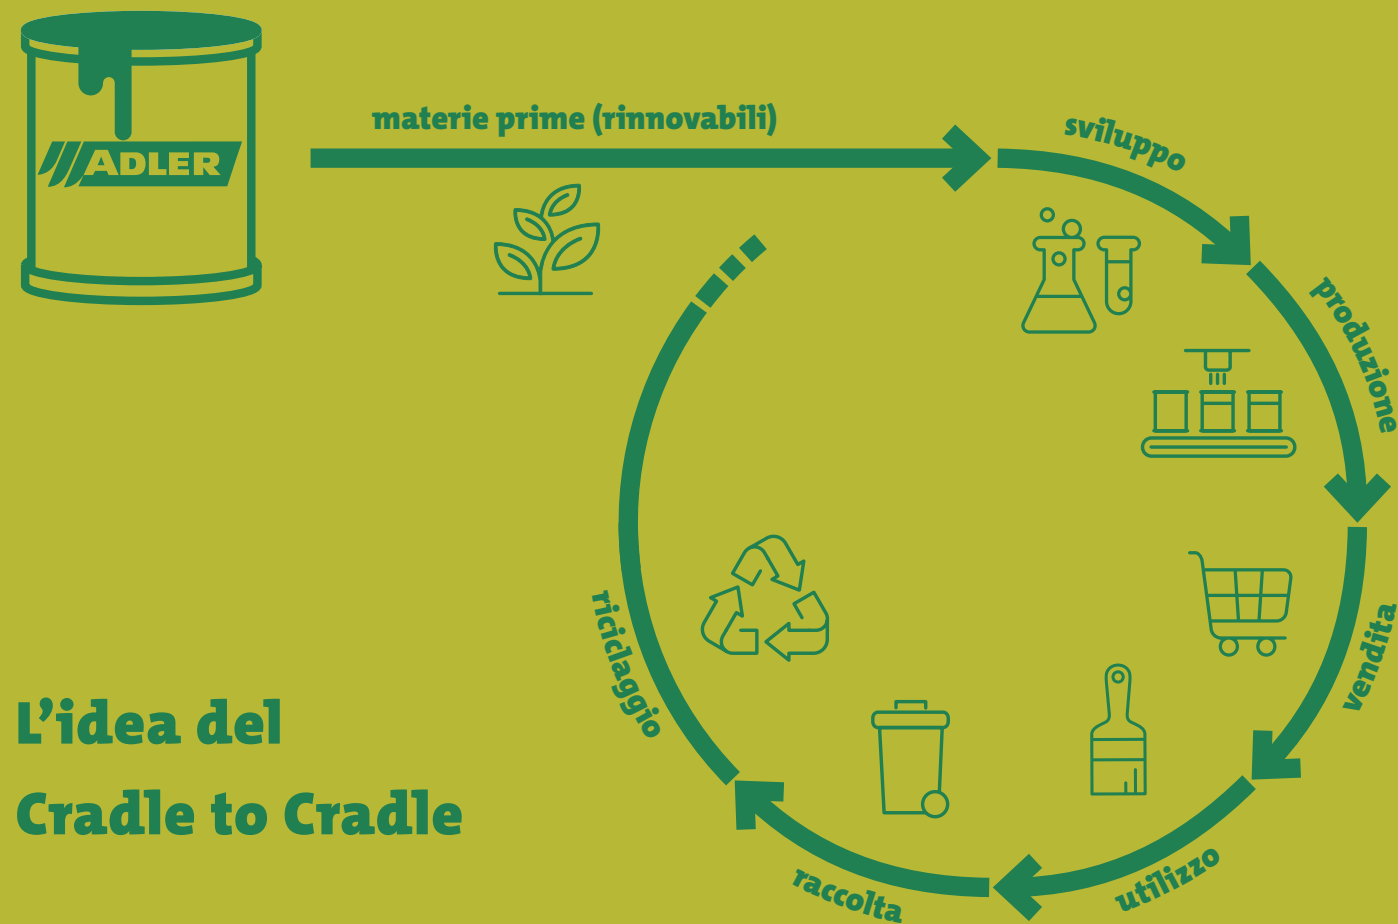 ADLER
materie prime (rinnovabili)
sviluppo
produzione
vendita
utilizzo
raccolta
riciclaggio
L’idea del
Cradle to Cradle